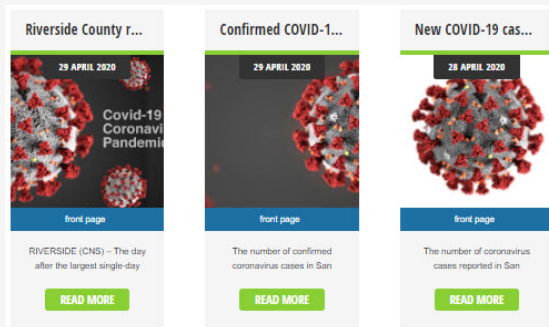 Riverside County r...
29 APRIL 2020
Covid-19
Coronavi
Pandemic
front page
RIVERSIDE (CNS) – The day
after the largest single-day
READ MORE
Confirmed COVID-1...
29 APRIL 2020
front page
The number of confirmed
coronavirus cases in San
READ MORE
New COVID-19 cas...
28 APRIL 2020
front page
The number of coronavirus
cases reported in San
READ MORE